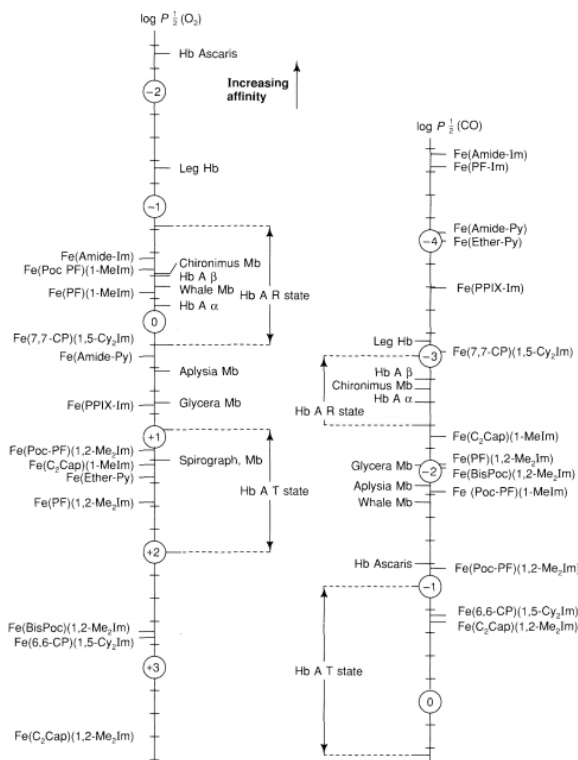 log P ½ (O₂)
Hb Ascaris
−2
Increasing
affinity
Leg Hb
−1
Fe(Amide-Im)
Fe(Poc PF)(1-MeIm)
Fe(PF)(1-MeIm)
Chironimus Mb
Hb A β
Whale Mb
Hb A α
Hb A R state
0
Fe(7,7-CP)(1,5-Cy₂Im)
Fe(Amide-Py)
Aplysia Mb
Fe(PPIX-Im)
Glycera Mb
+1
Fe(Poc-PF)(1,2-Me₂Im)
Fe(C₂Cap)(1-MeIm)
Fe(Ether-Py)
Spirograph, Mb
Fe(PF)(1,2-Me₂Im)
Hb A T state
+2
Fe(BisPoc)(1,2-Me₂Im)
Fe(6,6-CP)(1,5-Cy₂Im)
+3
Fe(C₂Cap)(1,2-Me₂Im)
log P ½ (CO)
Fe(Amide-Im)
Fe(PF-Im)
Fe(Amide-Py)
−4
Fe(Ether-Py)
Fe(PPIX-Im)
Leg Hb
−3
Fe(7,7-CP)(1,5-Cy₂Im)
Hb A β
Chironimus Mb
Hb A α
Hb A R state
Fe(C₂Cap)(1-MeIm)
Glycera Mb
−2
Fe(PF)(1,2-Me₂Im)
Fe(BisPoc)(1,2-Me₂Im)
Aplysia Mb
Fe (Poc-PF)(1-MeIm)
Whale Mb
Hb Ascaris
Fe(Poc-PF)(1,2-Me₂Im)
−1
Fe(6,6-CP)(1,5-Cy₂Im)
Fe(C₂Cap)(1,2-Me₂Im)
Hb A T state
0